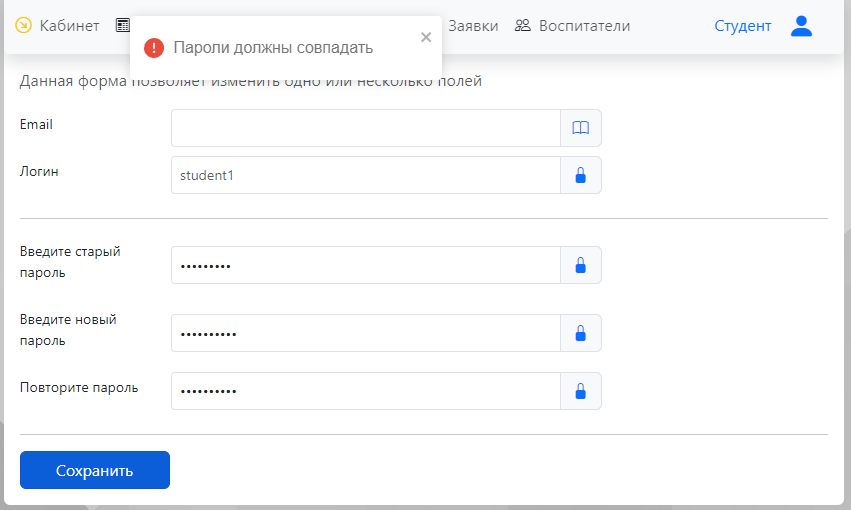 Кабинет
Заявки
Воспитатели
Студент
Пароли должны совпадать
Данная форма позволяет изменить одно или несколько полей
Email
Логин
student1
Введите старый
пароль
•••••••••
Введите новый
пароль
••••••••••
Повторите пароль
••••••••••
Сохранить